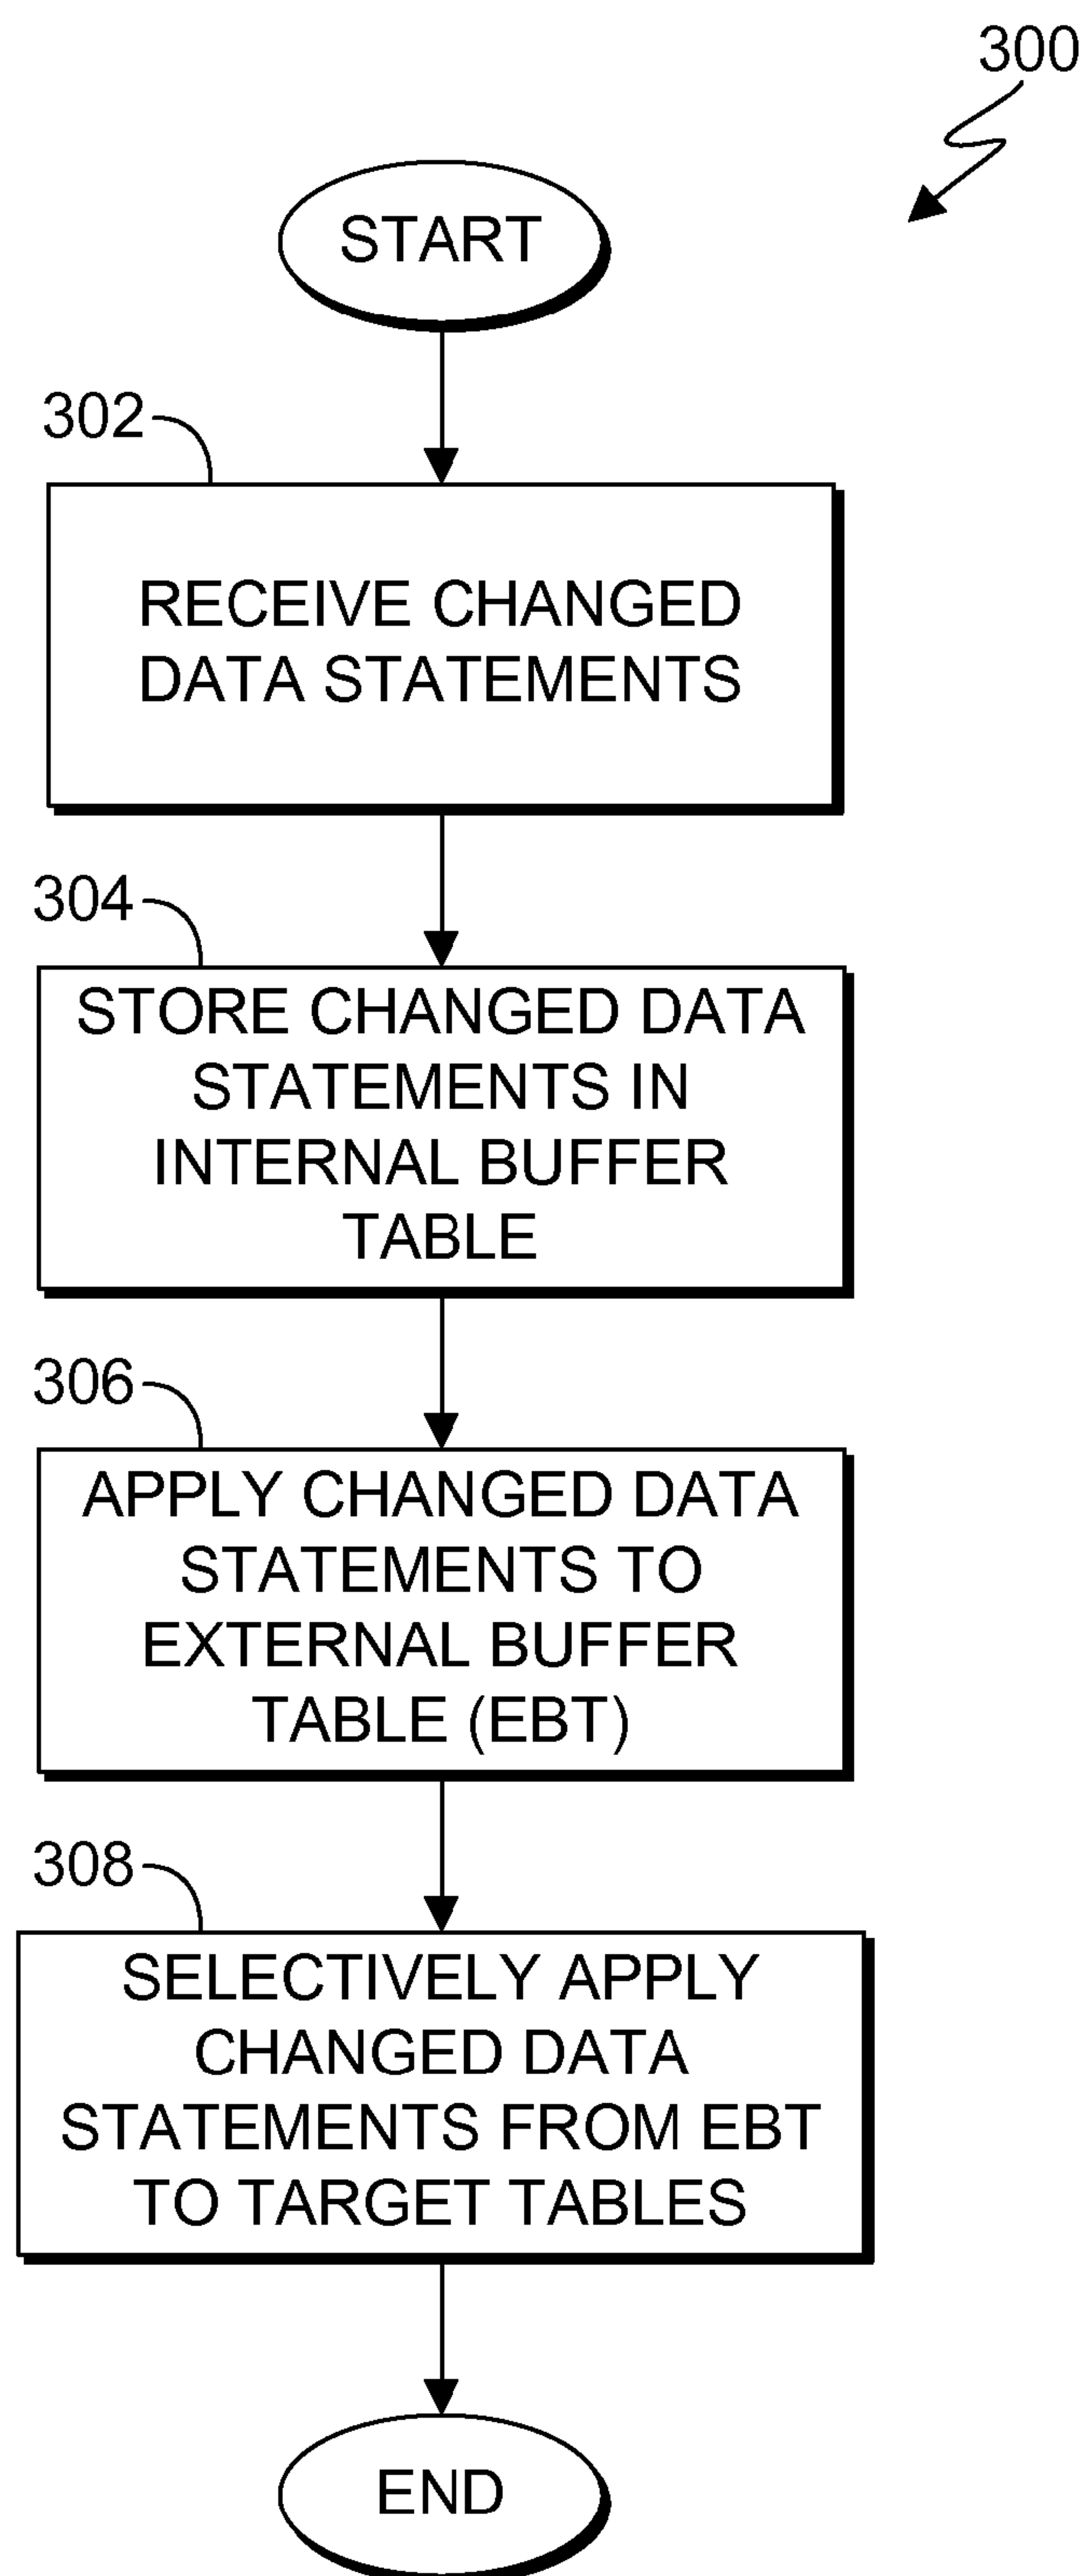 300
START
302
RECEIVE CHANGED
DATA STATEMENTS
304
STORE CHANGED DATA
STATEMENTS IN
INTERNAL BUFFER
TABLE
306
APPLY CHANGED DATA
STATEMENTS TO
EXTERNAL BUFFER
TABLE (EBT)
308
SELECTIVELY APPLY
CHANGED DATA
STATEMENTS FROM EBT
TO TARGET TABLES
END